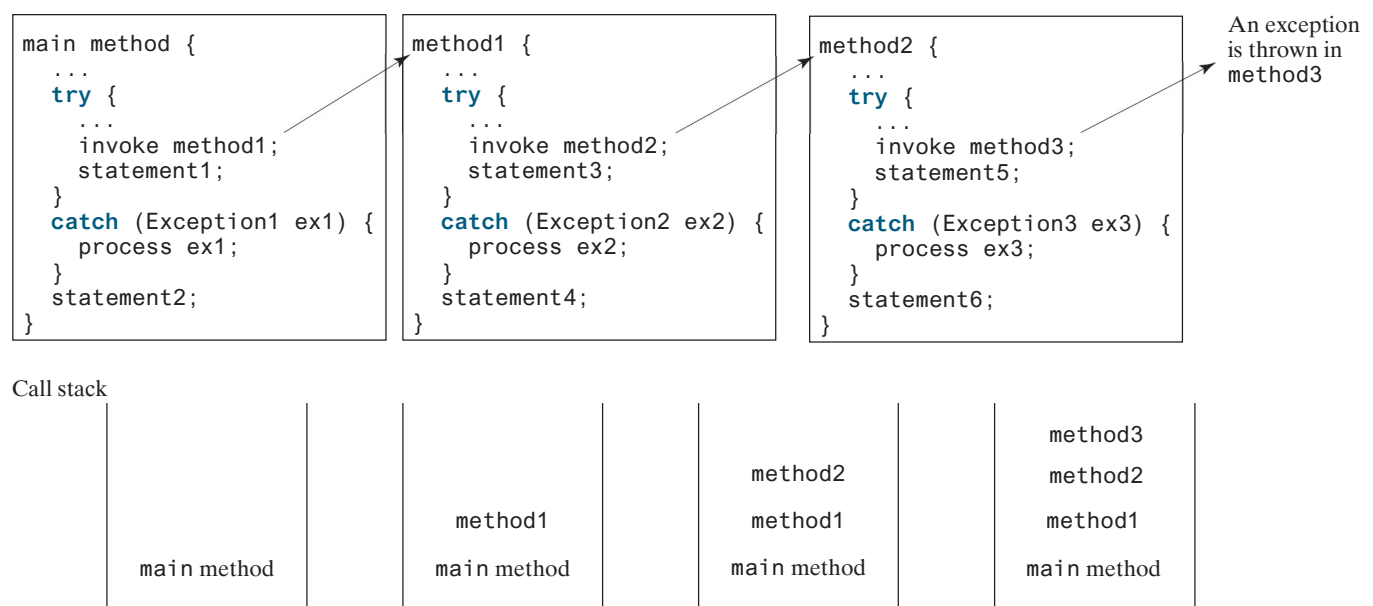 main method {
...
try {
...
invoke method1;
statement1;
}
catch (Exception1 ex1) {
process ex1;
}
statement2;
}
method1 {
...
try {
...
invoke method2;
statement3;
}
catch (Exception2 ex2) {
process ex2;
}
statement4;
}
method2 {
...
try {
...
invoke method3;
statement5;
}
catch (Exception3 ex3) {
process ex3;
}
statement6;
}
An exception
is thrown in
method3
Call stack
main method
method1
main method
method2
method1
main method
method3
method2
method1
main method